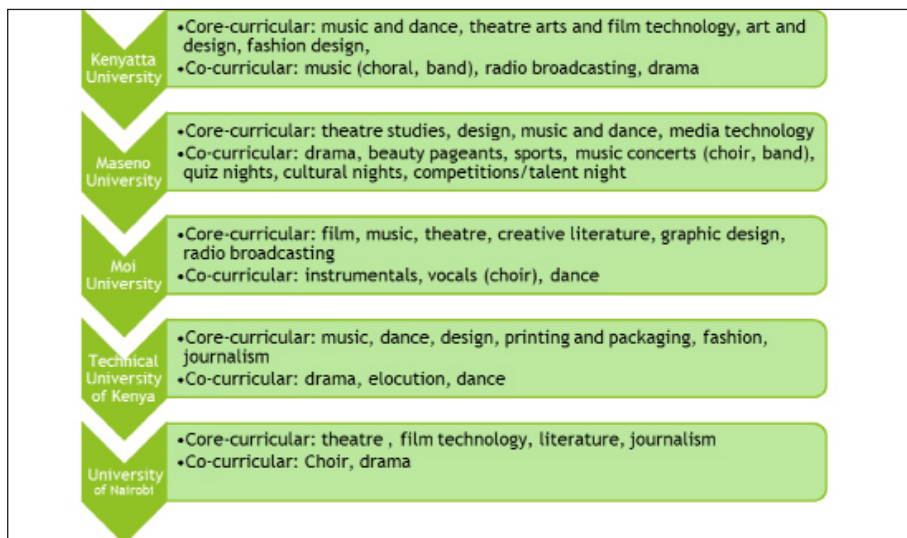 Kenyatta
University
•Core-curricular: music and dance, theatre arts and film technology, art and
design, fashion design,
•Co-curricular: music (choral, band), radio broadcasting, drama
Maseno
University
•Core-curricular: theatre studies, design, music and dance, media technology
•Co-curricular: drama, beauty pageants, sports, music concerts (choir, band),
quiz nights, cultural nights, competitions/talent night
Moi
University
•Core-curricular: film, music, theatre, creative literature, graphic design,
radio broadcasting
•Co-curricular: instrumentals, vocals (choir), dance
Technical
University
of Kenya
•Core-curricular: music, dance, design, printing and packaging, fashion,
journalism
•Co-curricular: drama, elocution, dance
University
of Nairobi
•Core-curricular: theatre , film technology, literature, journalism
•Co-curricular: Choir, drama